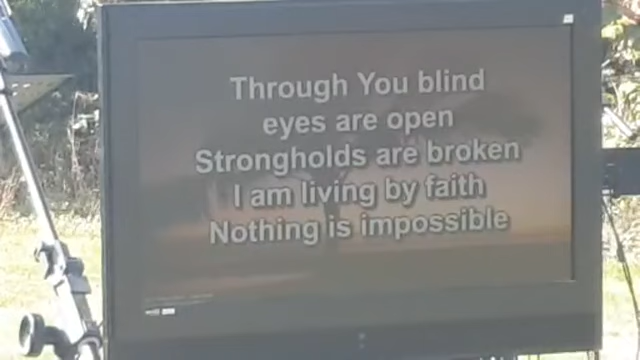 Through You blind
eyes are open
Strongholds are broken
I am living by faith
Nothing is impossible